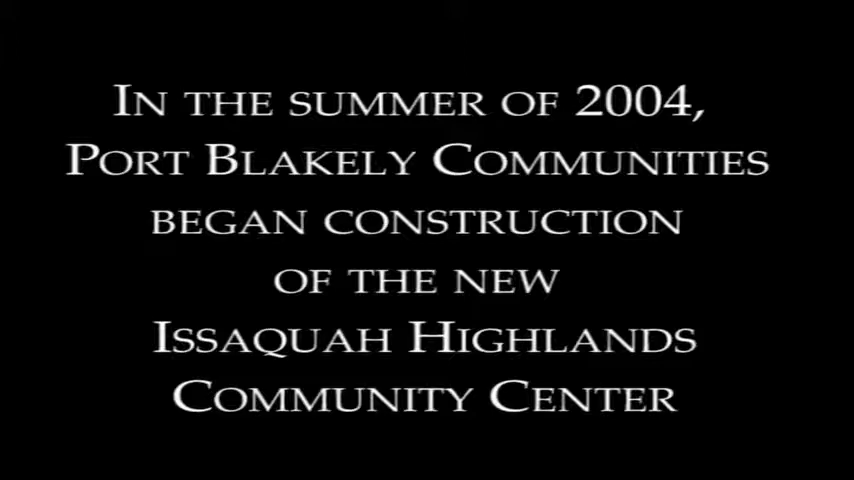 In the summer of 2004,
Port Blakely Communities
began construction
of the new
Issaquah Highlands
Community Center